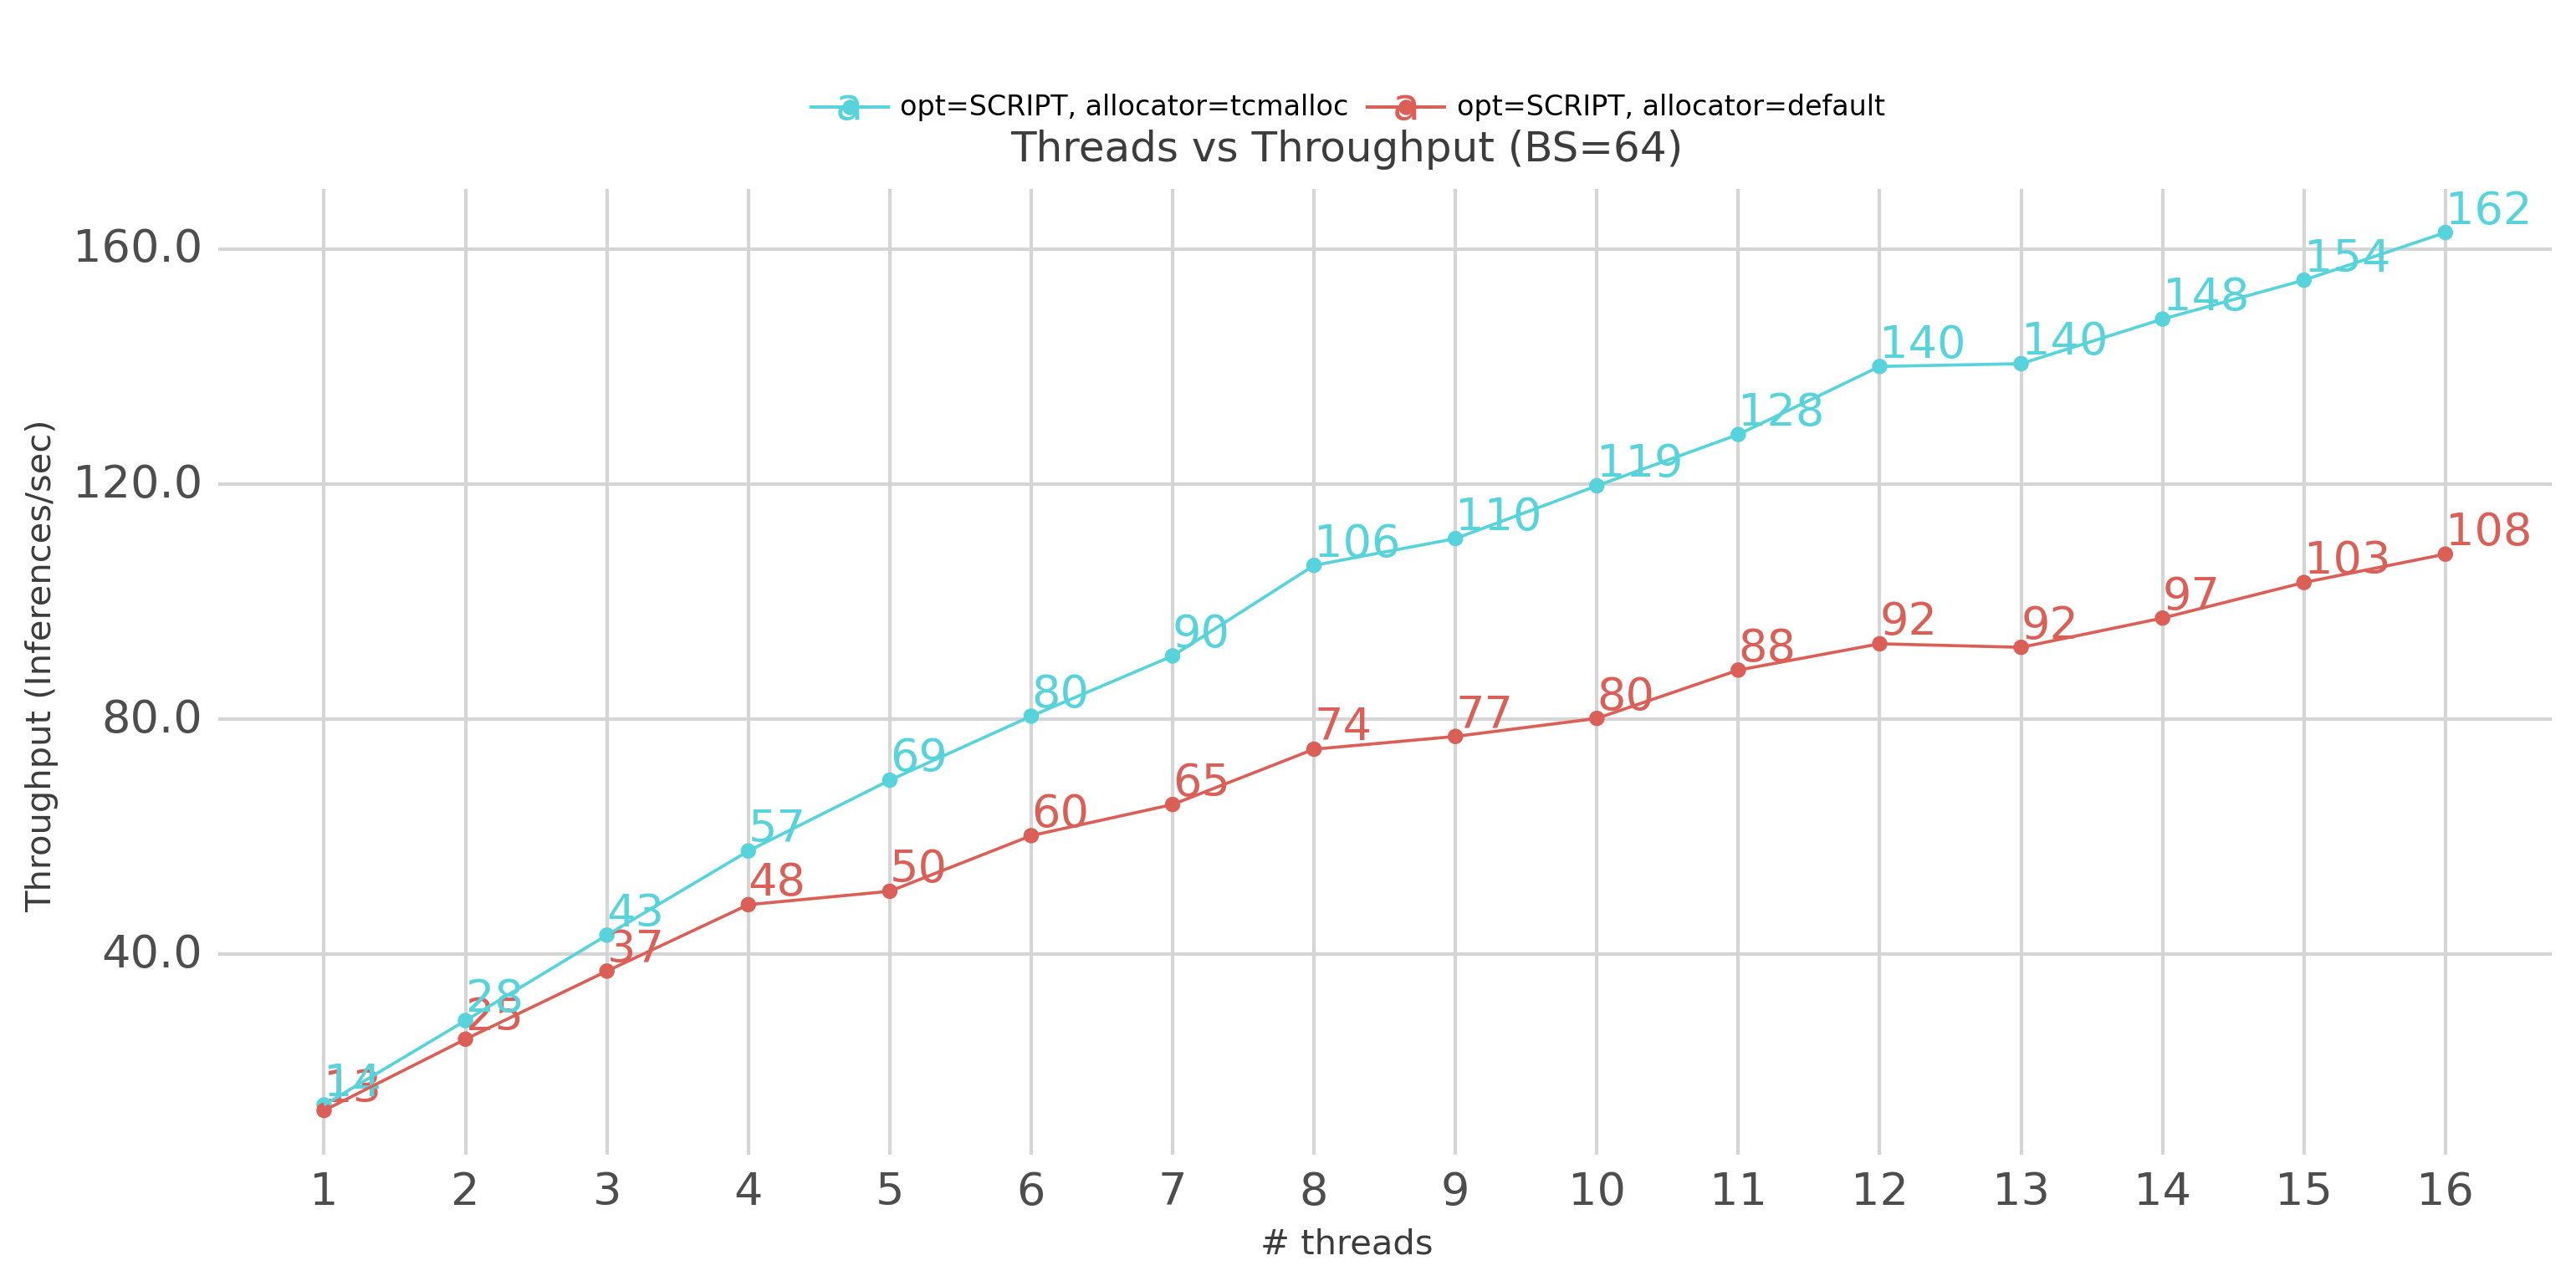 a opt=SCRIPT, allocator=tcmalloc a opt=SCRIPT, allocator=default
Threads vs Throughput (BS=64)
Throughput (Inferences/sec)
160.0
120.0
80.0
40.0
14 28 43 57 69 80 90 106 110 119 128 140 140 148 154 162
13 25 37 48 50 60 65 74 77 80 88 92 92 97 103 108
1 2 3 4 5 6 7 8 9 10 11 12 13 14 15 16
# threads